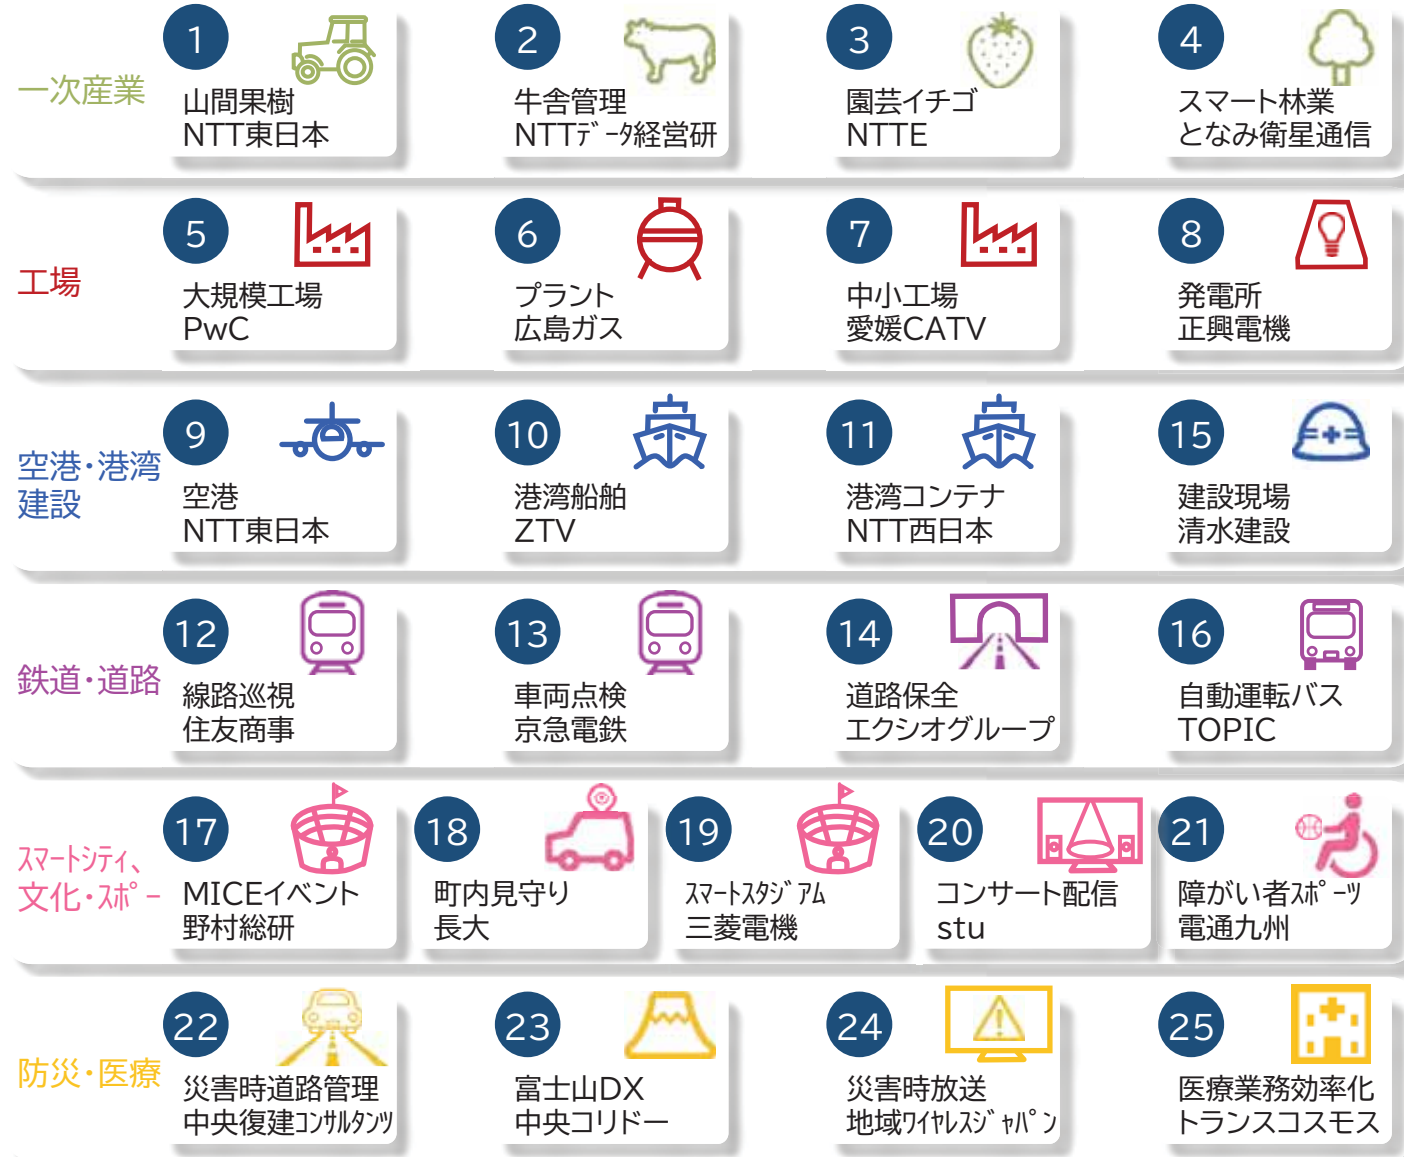 一次産業
1
山間果樹
NTT東日本
2
牛舎管理
NTTﾃﾞｰﾀ経営研
3
園芸イチゴ
NTTE
4
スマート林業
となみ衛星通信
工場
5
大規模工場
PwC
6
プラント
広島ガス
7
中小工場
愛媛CATV
8
発電所
正興電機
空港・港湾
建設
9
空港
NTT東日本
10
港湾船舶
ZTV
11
港湾コンテナ
NTT西日本
15
建設現場
清水建設
鉄道・道路
12
線路巡視
住友商事
13
車両点検
京急電鉄
14
道路保全
エクシオグループ
16
自動運転バス
TOPIC
ｽﾏｰﾄｼﾃｨ、
文化・ｽﾎﾟｰ
17
MICEイベント
野村総研
18
町内見守り
長大
19
ｽﾏｰﾄｽﾀｼﾞｱﾑ
三菱電機
20
コンサート配信
stu
21
障がい者ｽﾎﾟｰﾂ
電通九州
防災・医療
22
災害時道路管理
中央復建ｺﾝｻﾙﾀﾝﾂ
23
富士山DX
中央コリドー
24
災害時放送
地域ﾜｲﾔﾚｽｼﾞｬﾊﾟﾝ
25
医療業務効率化
トランスコスモス